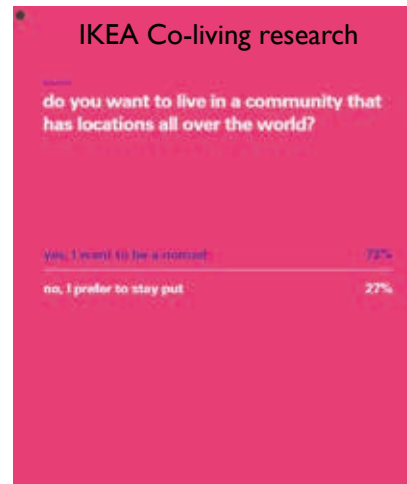 IKEA Co-living research
do you want to live in a community that
has locations all over the world?
yes, I want to be a nomad
no, I prefer to stay put 27%